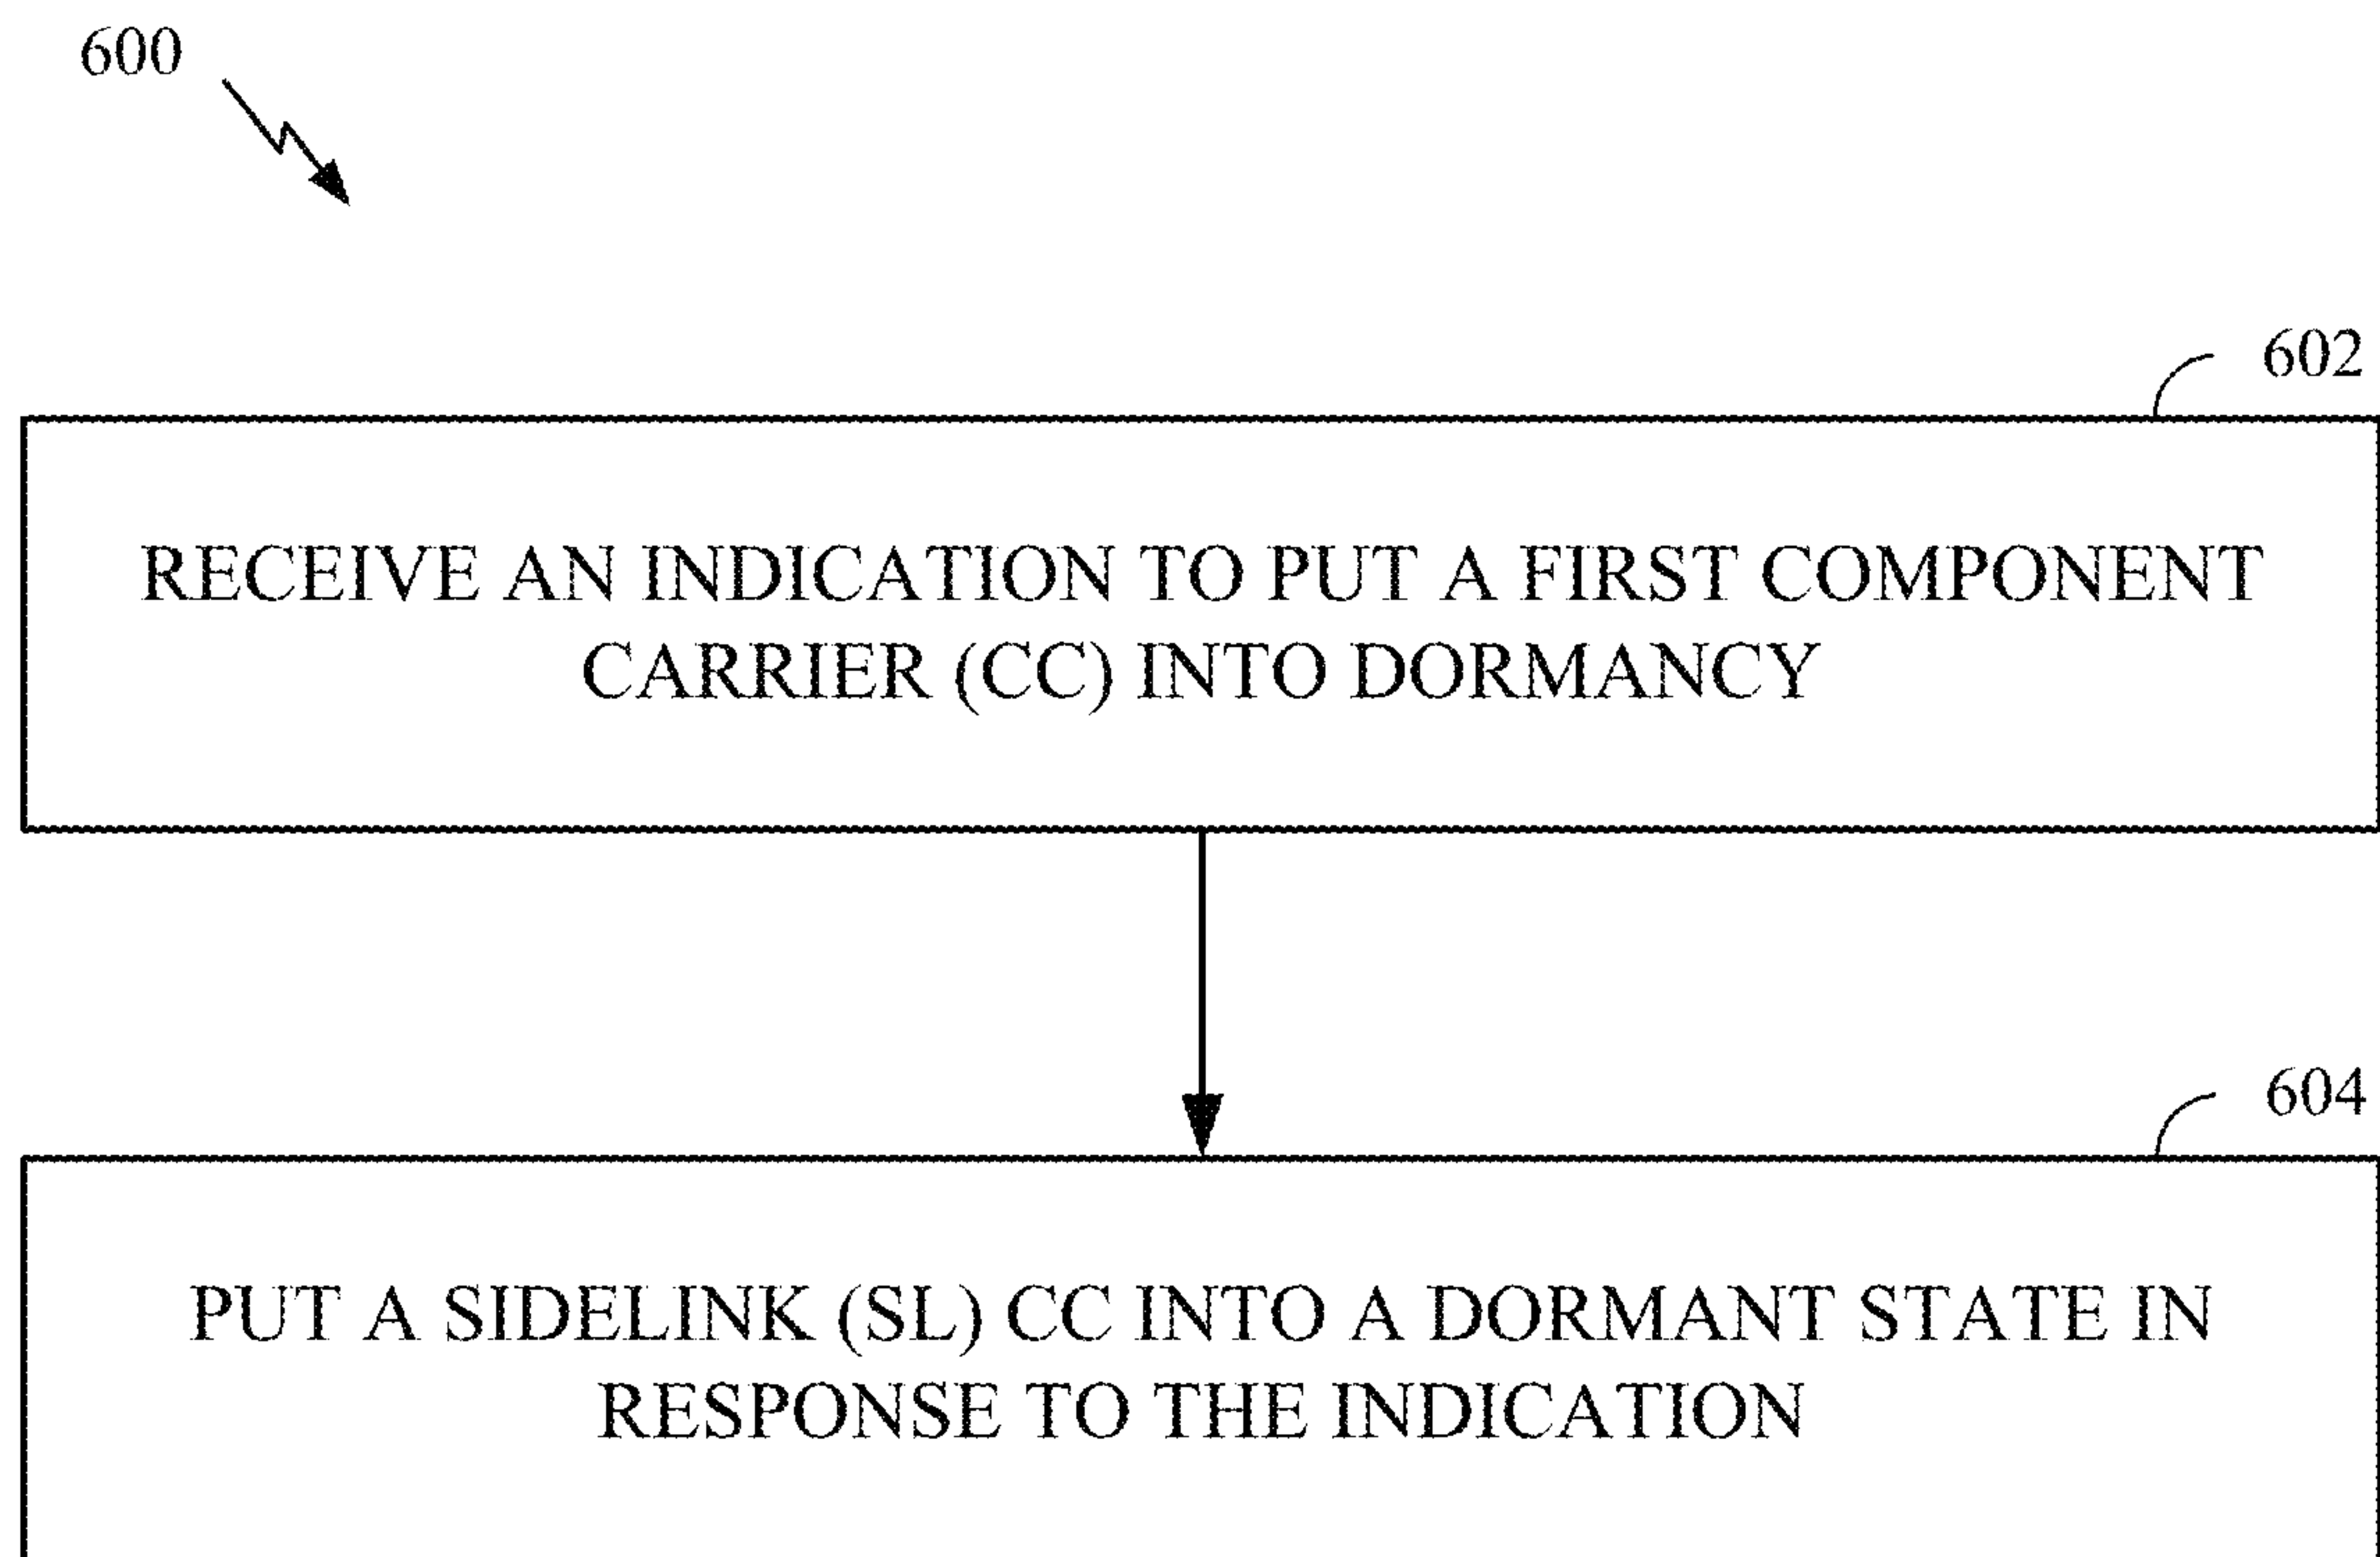 600
602
RECEIVE AN INDICATION TO PUT A FIRST COMPONENT
CARRIER (CC) INTO DORMANCY
604
PUT A SIDELINK (SL) CC INTO A DORMANT STATE IN
RESPONSE TO THE INDICATION